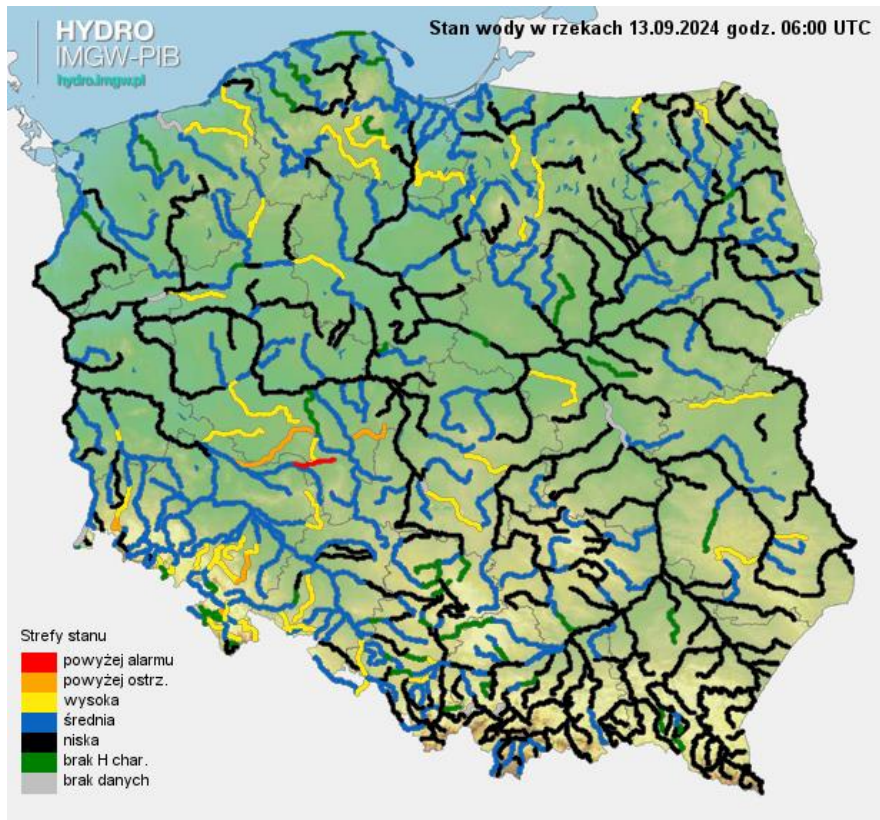 Stan wody w rzekach 13.09.2024 godz. 06:00 UTC
HYDRO
IMGW-PIB
hydro.imgw.pl
Strefy stanu
powyżej alarmu
powyżej ostrz.
wysoka
średnia
niska
brak H char.
brak danych